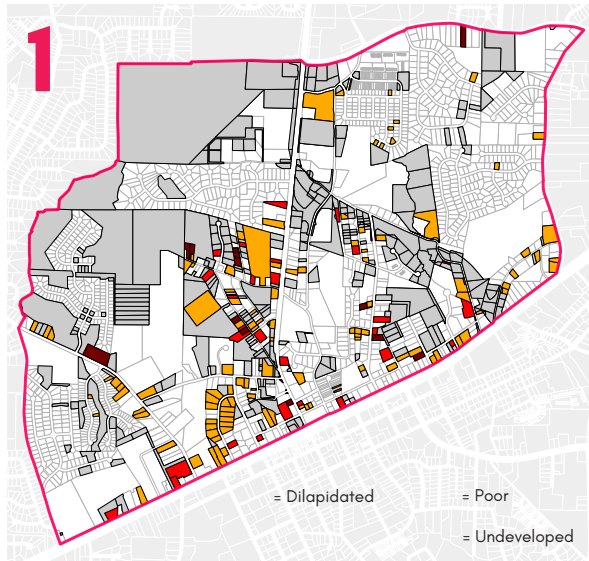 1
= Dilapidated
= Poor
= Undeveloped